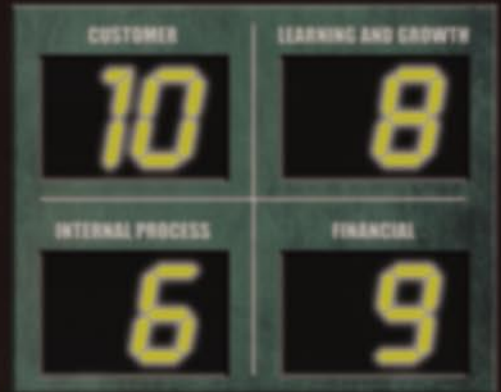 CUSTOMER
LEARNING AND GROWTH
10
8
INTERNAL PROCESS
FINANCIAL
6
9